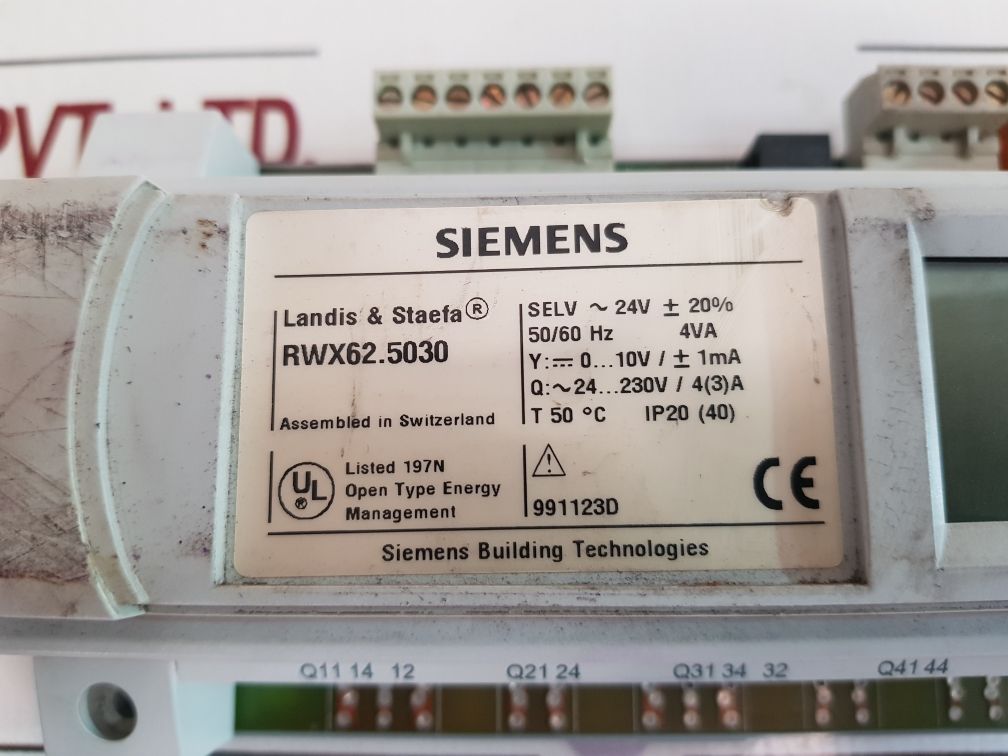 PVT. LTD.
SIEMENS
Landis & Staefa®
RWX62.5030
Assembled in Switzerland
SELV ~ 24V ± 20%
50/60 Hz 4VA
Y:⎓ 0...10V / ± 1mA
Q:~24...230V / 4(3)A
T 50 °C IP20 (40)
UL®
Listed 197N
Open Type Energy
Management
991123D
CE
Siemens Building Technologies
Q11 14 12 Q21 24 Q31 34 32 Q41 44